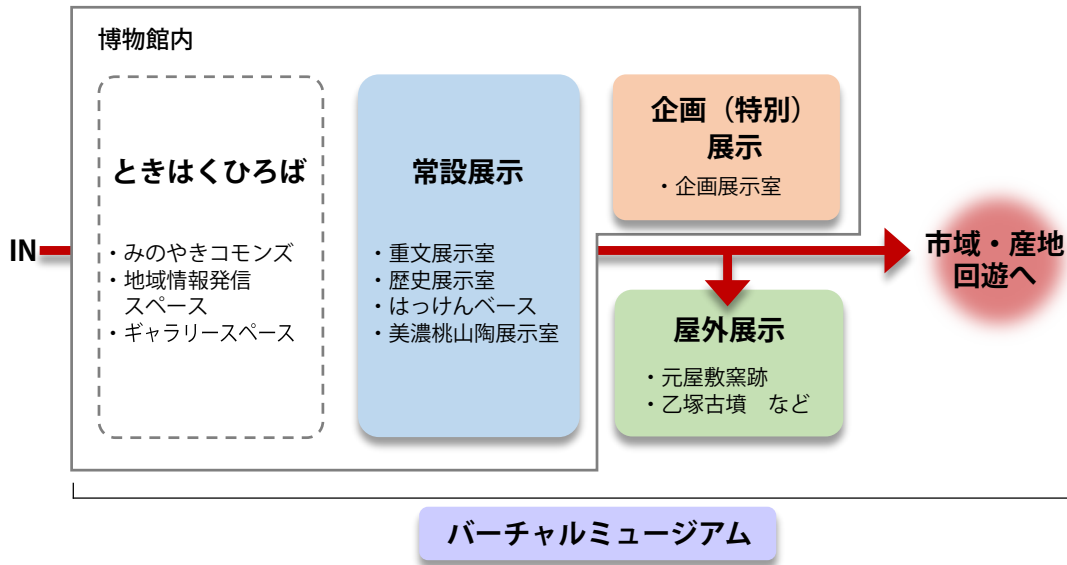 博物館内
IN
ときはくひろば
・みのやきコモンズ
・地域情報発信
スペース
・ギャラリースペース
常設展示
・重文展示室
・歴史展示室
・はっけんベース
・美濃桃山陶展示室
企画（特別）
展示
・企画展示室
屋外展示
・元屋敷窯跡
・乙塚古墳　など
市域・産地
回遊へ
バーチャルミュージアム